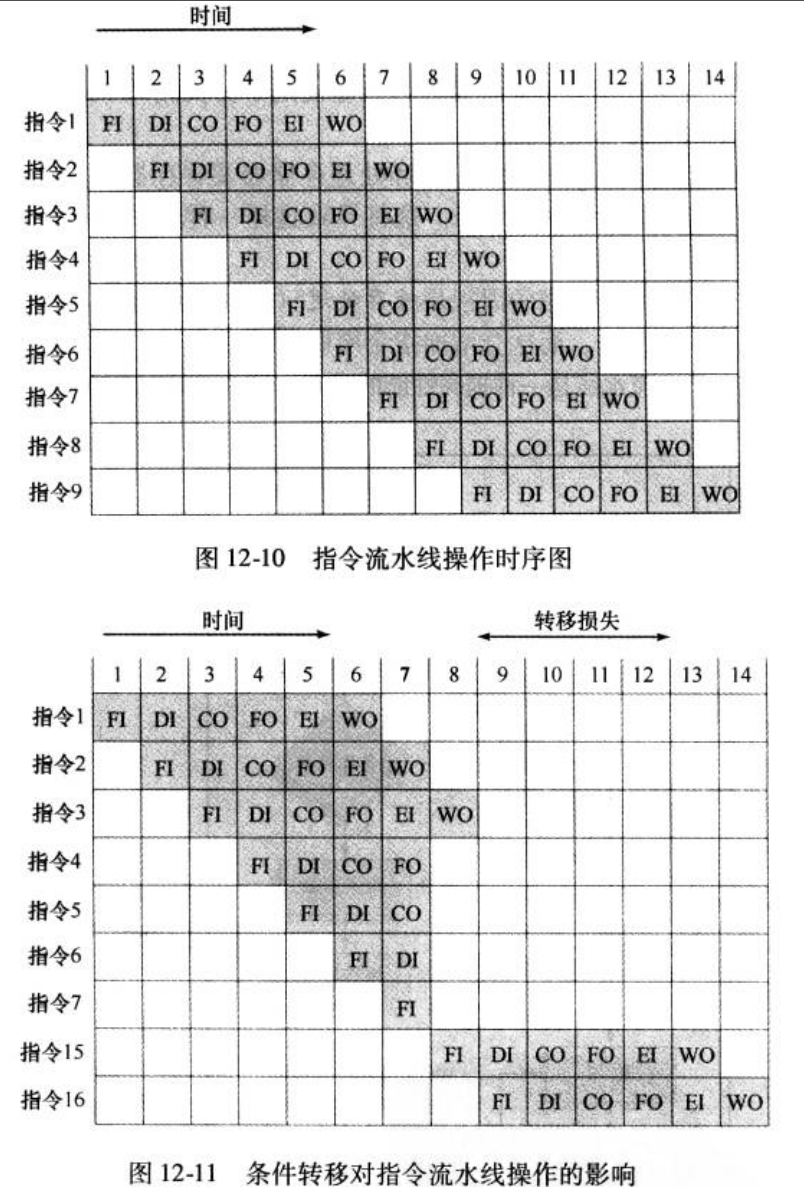 时间
1 2 3 4 5 6 7 8 9 10 11 12 13 14
指令1 FI DI CO FO EI WO
指令2 FI DI CO FO EI WO
指令3 FI DI CO FO EI WO
指令4 FI DI CO FO EI WO
指令5 FI DI CO FO EI WO
指令6 FI DI CO FO EI WO
指令7 FI DI CO FO EI WO
指令8 FI DI CO FO EI WO
指令9 FI DI CO FO EI WO
图 12-10 指令流水线操作时序图
时间 转移损失
1 2 3 4 5 6 7 8 9 10 11 12 13 14
指令1 FI DI CO FO EI WO
指令2 FI DI CO FO EI WO
指令3 FI DI CO FO EI WO
指令4 FI DI CO FO
指令5 FI DI CO
指令6 FI DI
指令7 FI
指令15 FI DI CO FO EI WO
指令16 FI DI CO FO EI WO
图 12-11 条件转移对指令流水线操作的影响